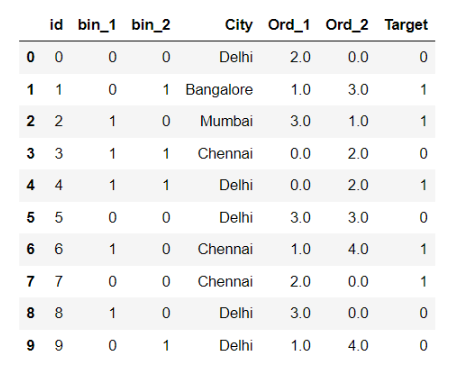 id bin_1 bin_2 City Ord_1 Ord_2 Target
0 0 0 0 Delhi 2.0 0.0 0
1 1 0 1 Bangalore 1.0 3.0 1
2 2 1 0 Mumbai 3.0 1.0 1
3 3 1 1 Chennai 0.0 2.0 0
4 4 1 1 Delhi 0.0 2.0 1
5 5 0 0 Delhi 3.0 3.0 0
6 6 1 0 Chennai 1.0 4.0 1
7 7 0 0 Chennai 2.0 0.0 1
8 8 1 0 Delhi 3.0 0.0 0
9 9 0 1 Delhi 1.0 4.0 0